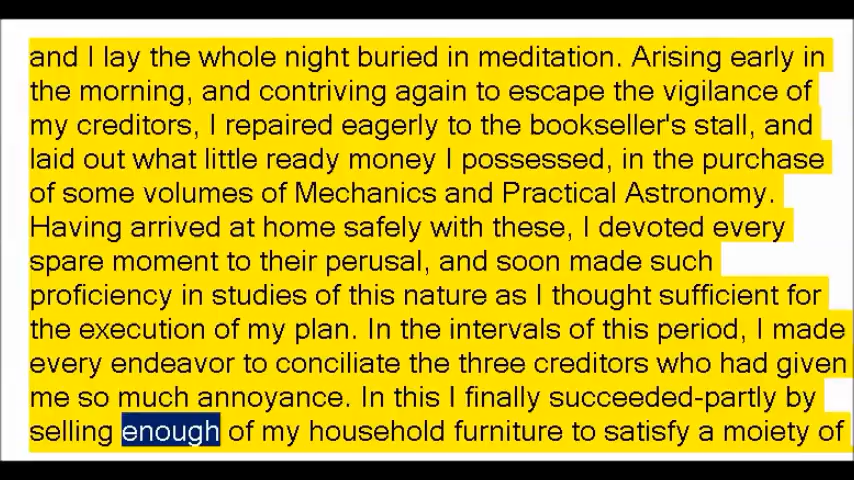 and I lay the whole night buried in meditation. Arising early in
the morning, and contriving again to escape the vigilance of
my creditors, I repaired eagerly to the bookseller's stall, and
laid out what little ready money I possessed, in the purchase
of some volumes of Mechanics and Practical Astronomy.
Having arrived at home safely with these, I devoted every
spare moment to their perusal, and soon made such
proficiency in studies of this nature as I thought sufficient for
the execution of my plan. In the intervals of this period, I made
every endeavor to conciliate the three creditors who had given
me so much annoyance. In this I finally succeeded-partly by
selling enough of my household furniture to satisfy a moiety of